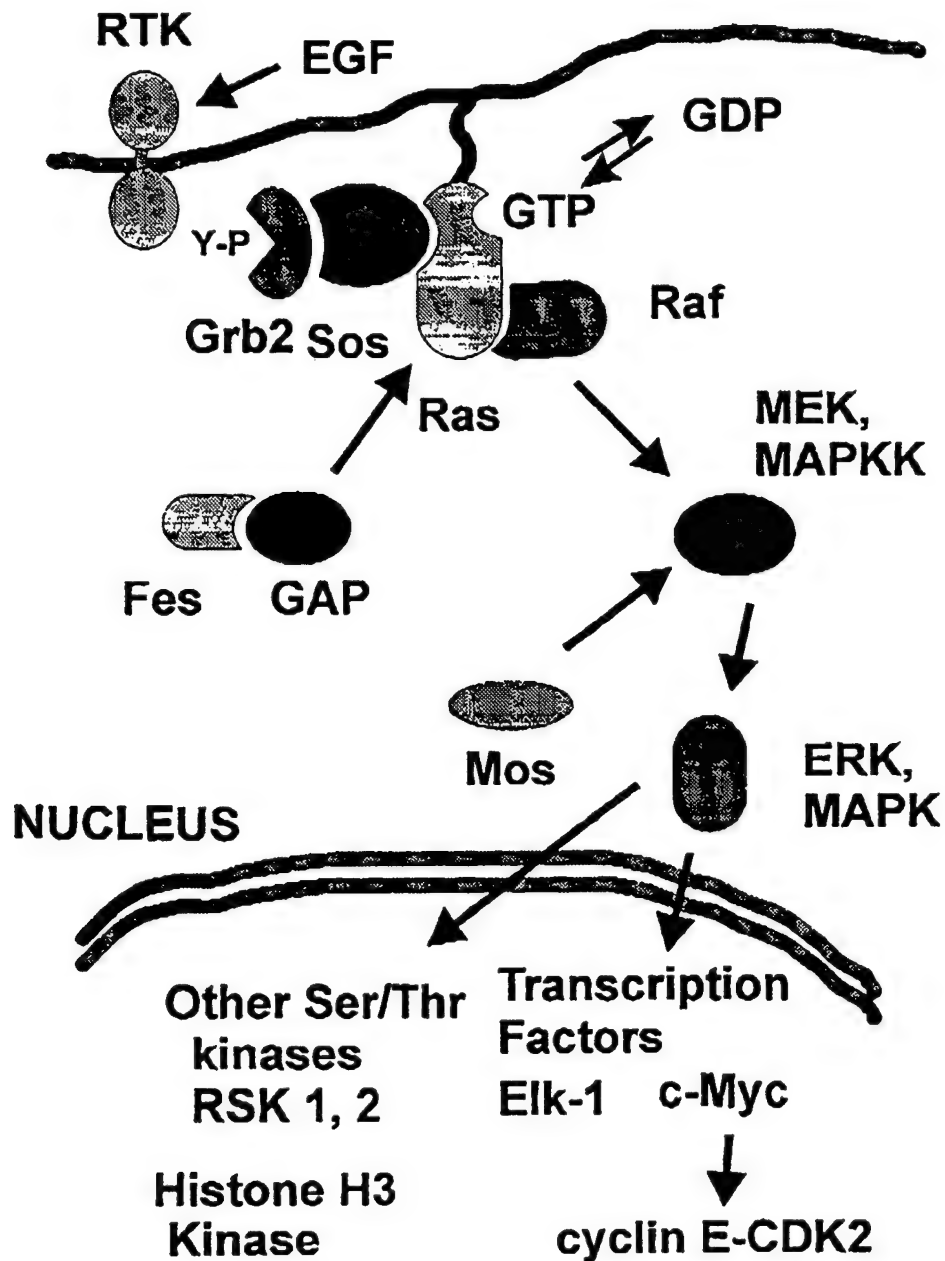 RTK
EGF
GDP
GTP
Y-P
Grb2 Sos
Raf
Ras
MEK,
MAPKK
Fes
GAP
Mos
ERK,
MAPK
NUCLEUS
Other Ser/Thr
kinases
RSK 1, 2
Transcription
Factors
Elk-1
c-Myc
Histone H3
Kinase
cyclin E-CDK2